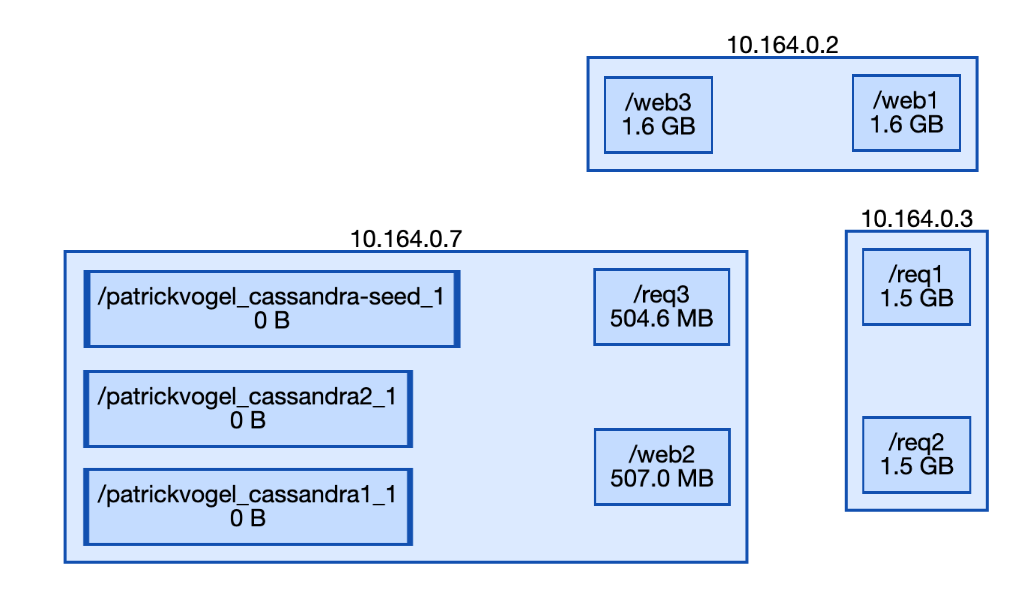 10.164.0.2
/web3
1.6 GB
/web1
1.6 GB
10.164.0.7
/patrickvogel_cassandra-seed_1
0 B
/patrickvogel_cassandra2_1
0 B
/patrickvogel_cassandra1_1
0 B
/req3
504.6 MB
/web2
507.0 MB
10.164.0.3
/req1
1.5 GB
/req2
1.5 GB